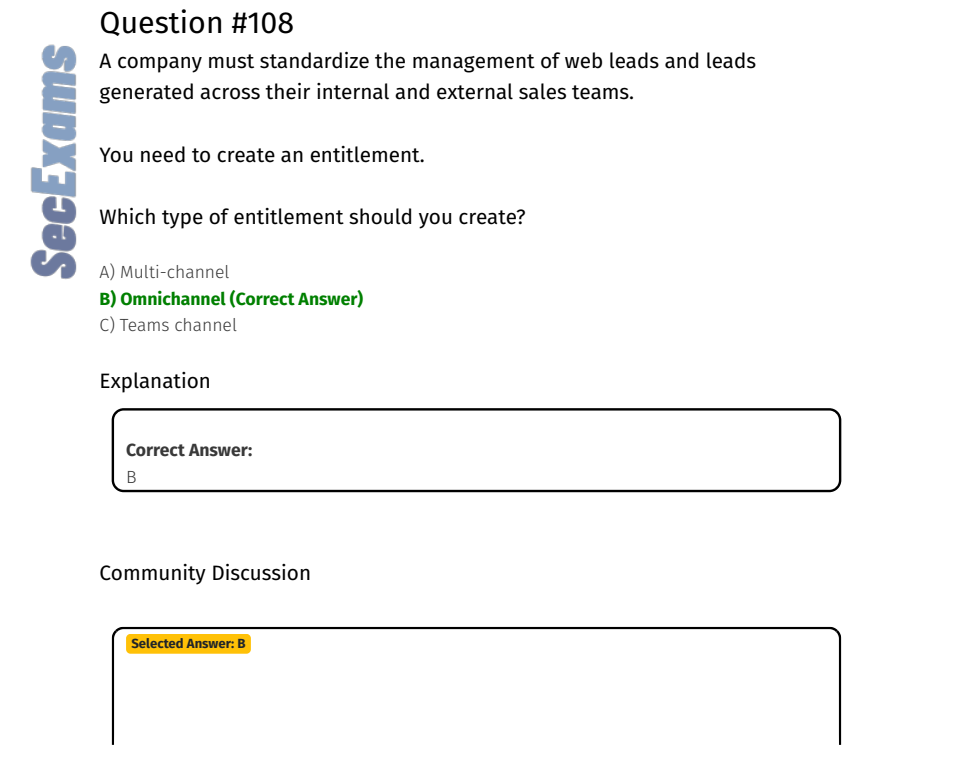 Question #108
SecExams
A company must standardize the management of web leads and leads
generated across their internal and external sales teams.
You need to create an entitlement.
Which type of entitlement should you create?
A) Multi-channel
B) Omnichannel (Correct Answer)
C) Teams channel
Explanation
Correct Answer:
B
Community Discussion
Selected Answer: B